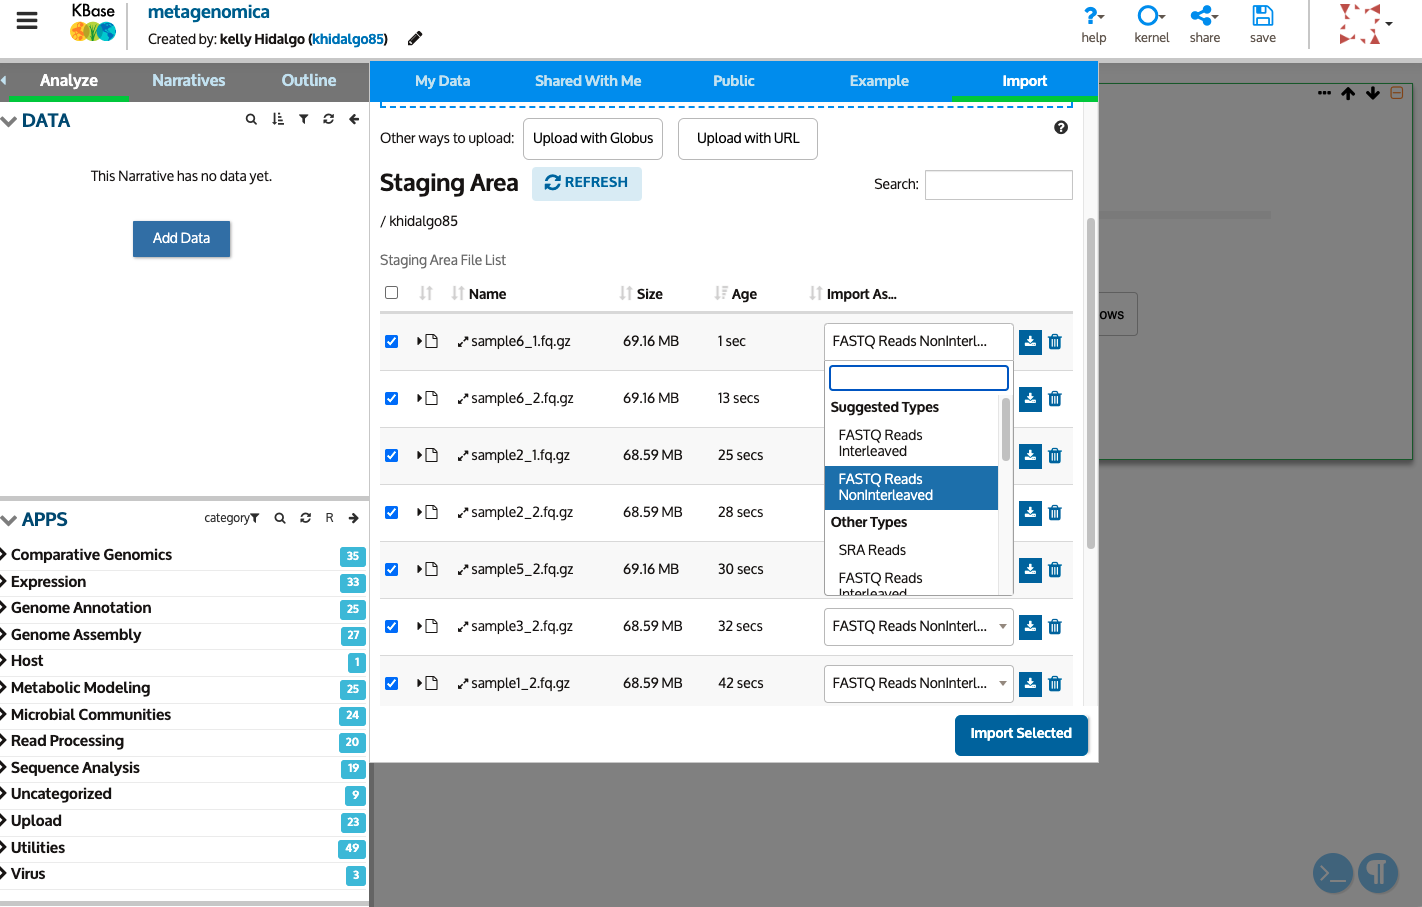 KBase
metagenomica
Created by: kelly Hidalgo (khidalgo85)
help
kernel
share
save
Analyze
Narratives
Outline
My Data
Shared With Me
Public
Example
Import
DATA
This Narrative has no data yet.
Add Data
Other ways to upload:
Upload with Globus
Upload with URL
Staging Area
REFRESH
Search:
/ khidalgo85
Staging Area File List
Name Size Age Import As...
sample6_1.fq.gz 69.16 MB 1 sec FASTQ Reads NonInterl...
sample6_2.fq.gz 69.16 MB 13 secs
sample2_1.fq.gz 68.59 MB 25 secs
sample2_2.fq.gz 68.59 MB 28 secs
sample5_2.fq.gz 69.16 MB 30 secs
sample3_2.fq.gz 68.59 MB 32 secs FASTQ Reads NonInterl...
sample1_2.fq.gz 68.59 MB 42 secs FASTQ Reads NonInterl...
Suggested Types
FASTQ Reads
Interleaved
FASTQ Reads
NonInterleaved
Other Types
SRA Reads
FASTQ Reads
Interleaved
Import Selected
ows
APPS
category
R
Comparative Genomics 35
Expression 33
Genome Annotation 25
Genome Assembly 27
Host 1
Metabolic Modeling 25
Microbial Communities 24
Read Processing 20
Sequence Analysis 19
Uncategorized 9
Upload 23
Utilities 49
Virus 3